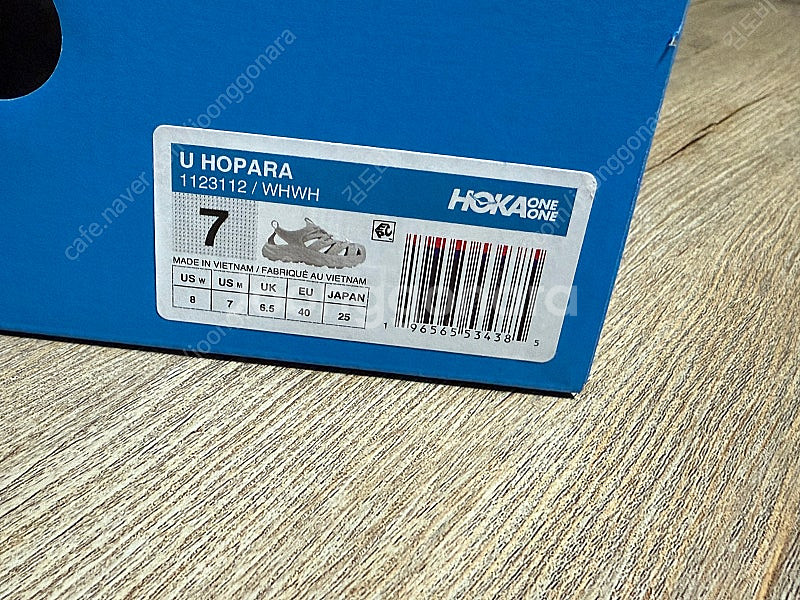 U HOPARA
1123112 / WHWH
HOKA ONE ONE
7
MADE IN VIETNAM / FABRIQUÉ AU VIETNAM
US W US M UK EU JAPAN
8 7 6.5 40 25
1 96565 53438 5